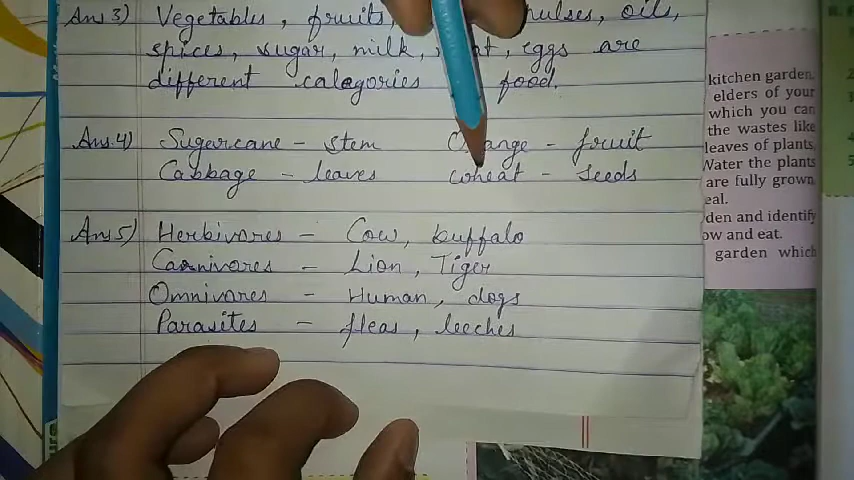 Ans 3) Vegetables, fruits, pulses, oils,
spices, sugar, milk, eggs are
different categories food.
Ans.4) Sugarcane - stem Orange - fruit
Cabbage - leaves wheat - seeds
Ans 5) Herbivores - Cow, buffalo
Carnivores - Lion, Tiger
Omnivores - Human, dogs
Parasites - fleas, leeches
kitchen garden.
elders of your
which you can
the wastes like
leaves of plants,
Water the plants
are fully grown,
eal.
den and identify
ow and eat.
garden which